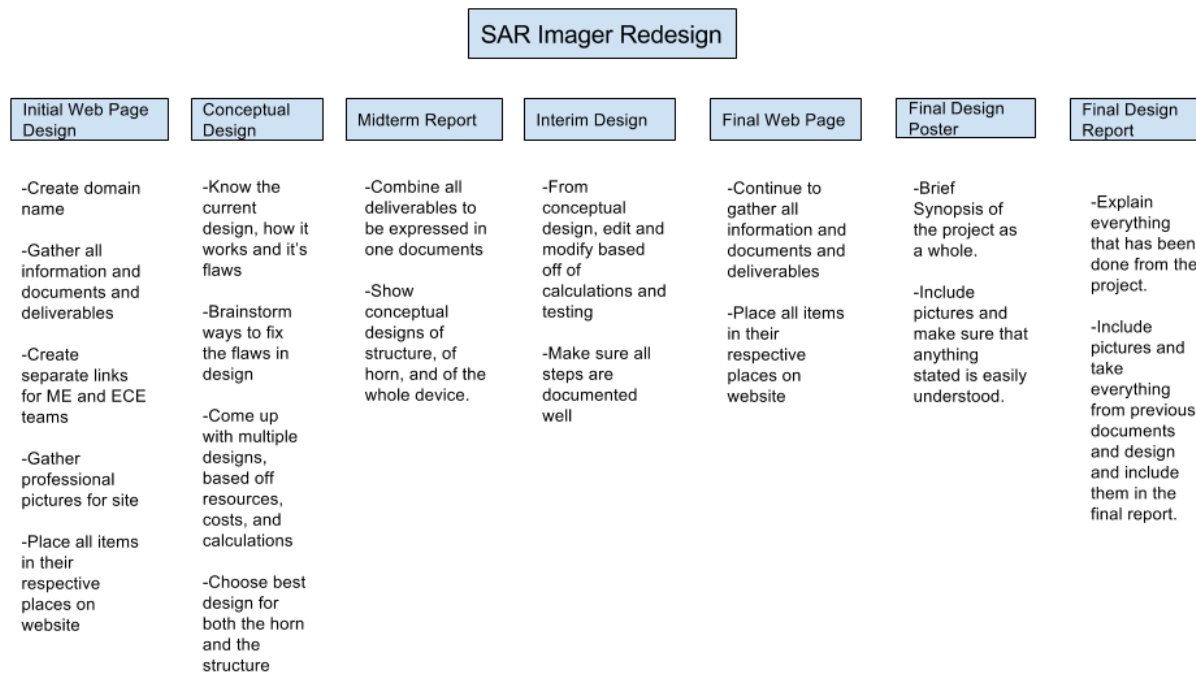 SAR Imager Redesign
Initial Web Page
Design
-Create domain
name
-Gather all
information and
documents and
deliverables
-Create
separate links
for ME and ECE
teams
-Gather
professional
pictures for site
-Place all items
in their
respective
places on
website
Conceptual
Design
-Know the
current
design, how it
works and it's
flaws
-Brainstorm
ways to fix
the flaws in
design
-Come up
with multiple
designs,
based off
resources,
costs, and
calculations
-Choose best
design for
both the horn
and the
structure
Midterm Report
-Combine all
deliverables to
be expressed in
one documents
-Show
conceptual
designs of
structure, of
horn, and of the
whole device.
Interim Design
-From
conceptual
design, edit and
modify based
off of
calculations and
testing
-Make sure all
steps are
documented
well
Final Web Page
-Continue to
gather all
information and
documents and
deliverables
-Place all items
in their
respective
places on
website
Final Design
Poster
-Brief
Synopsis of
the project as
a whole.
-Include
pictures and
make sure that
anything
stated is easily
understood.
Final Design
Report
-Explain
everything
that has been
done from the
project.
-Include
pictures and
take
everything
from previous
documents
and design
and include
them in the
final report.